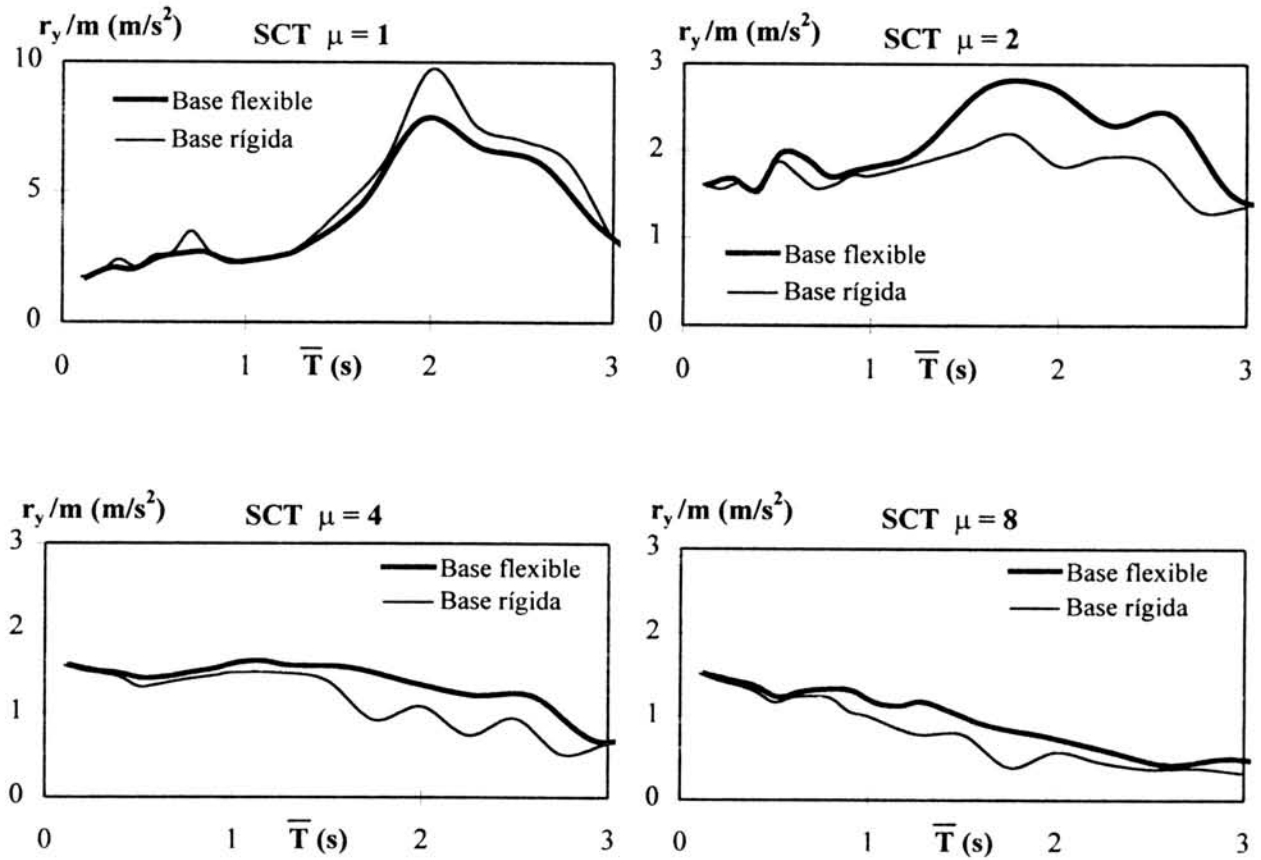 r_y /m (m/s²) SCT μ = 1
10
Base flexible
Base rígida
5
0
0 1 T̅ (s) 2 3
r_y /m (m/s²) SCT μ = 2
3
2
1
Base flexible
Base rígida
0
0 1 T̅ (s) 2 3
r_y /m (m/s²) SCT μ = 4
3
Base flexible
Base rígida
2
1
0
0 1 T̅ (s) 2 3
r_y /m (m/s²) SCT μ = 8
3
Base flexible
Base rígida
2
1
0
0 1 T̅ (s) 2 3